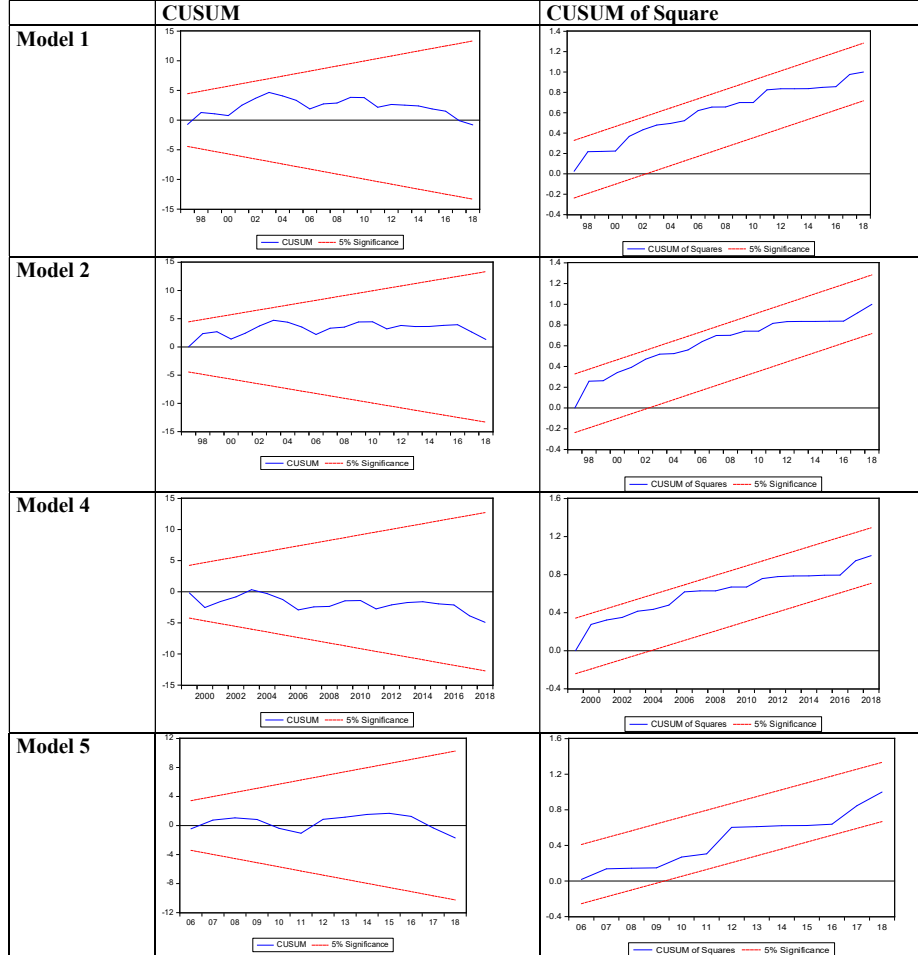 CUSUM CUSUM of Square
Model 1
15
10
5
0
-5
-10
-15
98 00 02 04 06 08 10 12 14 16 18
CUSUM 5% Significance
1.4
1.2
1.0
0.8
0.6
0.4
0.2
0.0
-0.2
-0.4
98 00 02 04 06 08 10 12 14 16 18
CUSUM of Squares 5% Significance
Model 2
15
10
5
0
-5
-10
-15
98 00 02 04 06 08 10 12 14 16 18
CUSUM 5% Significance
1.4
1.2
1.0
0.8
0.6
0.4
0.2
0.0
-0.2
-0.4
98 00 02 04 06 08 10 12 14 16 18
CUSUM of Squares 5% Significance
Model 4
15
10
5
0
-5
-10
-15
2000 2002 2004 2006 2008 2010 2012 2014 2016 2018
CUSUM 5% Significance
1.6
1.2
0.8
0.4
0.0
-0.4
2000 2002 2004 2006 2008 2010 2012 2014 2016 2018
CUSUM of Squares 5% Significance
Model 5
12
8
4
0
-4
-8
-12
06 07 08 09 10 11 12 13 14 15 16 17 18
CUSUM 5% Significance
1.6
1.2
0.8
0.4
0.0
-0.4
06 07 08 09 10 11 12 13 14 15 16 17 18
CUSUM of Squares 5% Significance